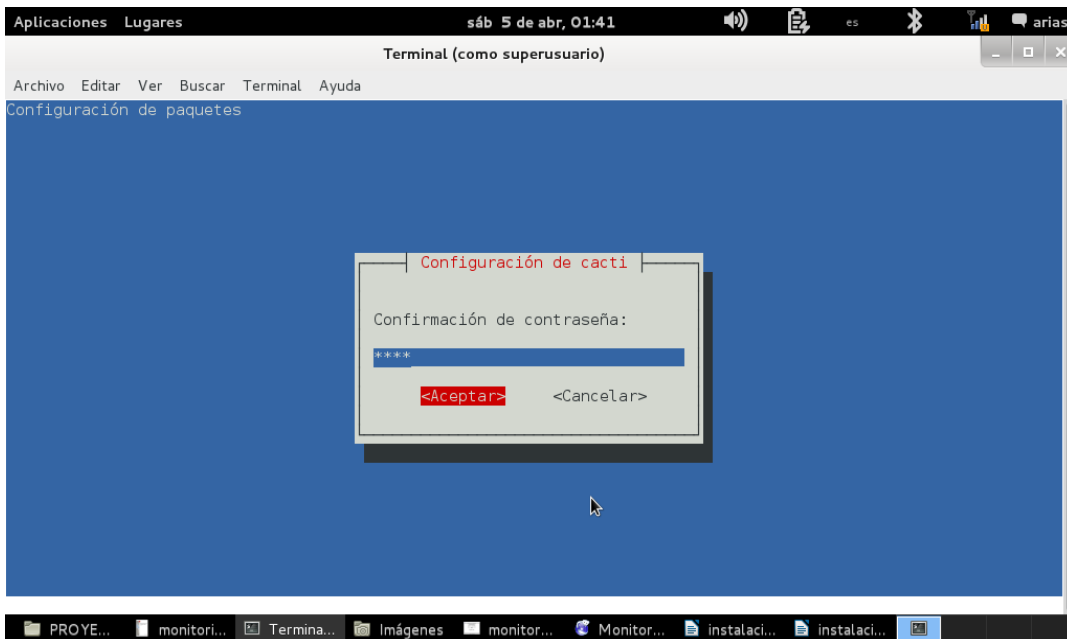 Aplicaciones Lugares sáb 5 de abr, 01:41 es arias
Terminal (como superusuario)
Archivo Editar Ver Buscar Terminal Ayuda
Configuración de paquetes
Configuración de cacti
Confirmación de contraseña:
****
<Aceptar> <Cancelar>
PROYE... monitori... Termina... Imágenes monitor... Monitor... instalaci... instalaci...